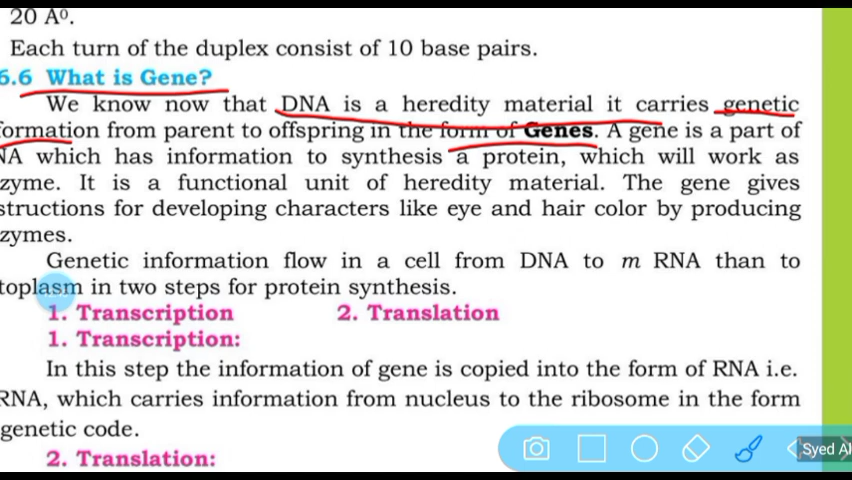 20 A⁰.
Each turn of the duplex consist of 10 base pairs.
6.6 What is Gene?
We know now that DNA is a heredity material it carries genetic
formation from parent to offspring in the form of Genes. A gene is a part of
NA which has information to synthesis a protein, which will work as
zyme. It is a functional unit of heredity material. The gene gives
structions for developing characters like eye and hair color by producing
zymes.
Genetic information flow in a cell from DNA to m RNA than to
toplasm in two steps for protein synthesis.
1. Transcription 2. Translation
1. Transcription:
In this step the information of gene is copied into the form of RNA i.e.
RNA, which carries information from nucleus to the ribosome in the form
genetic code.
2. Translation:
Syed Al